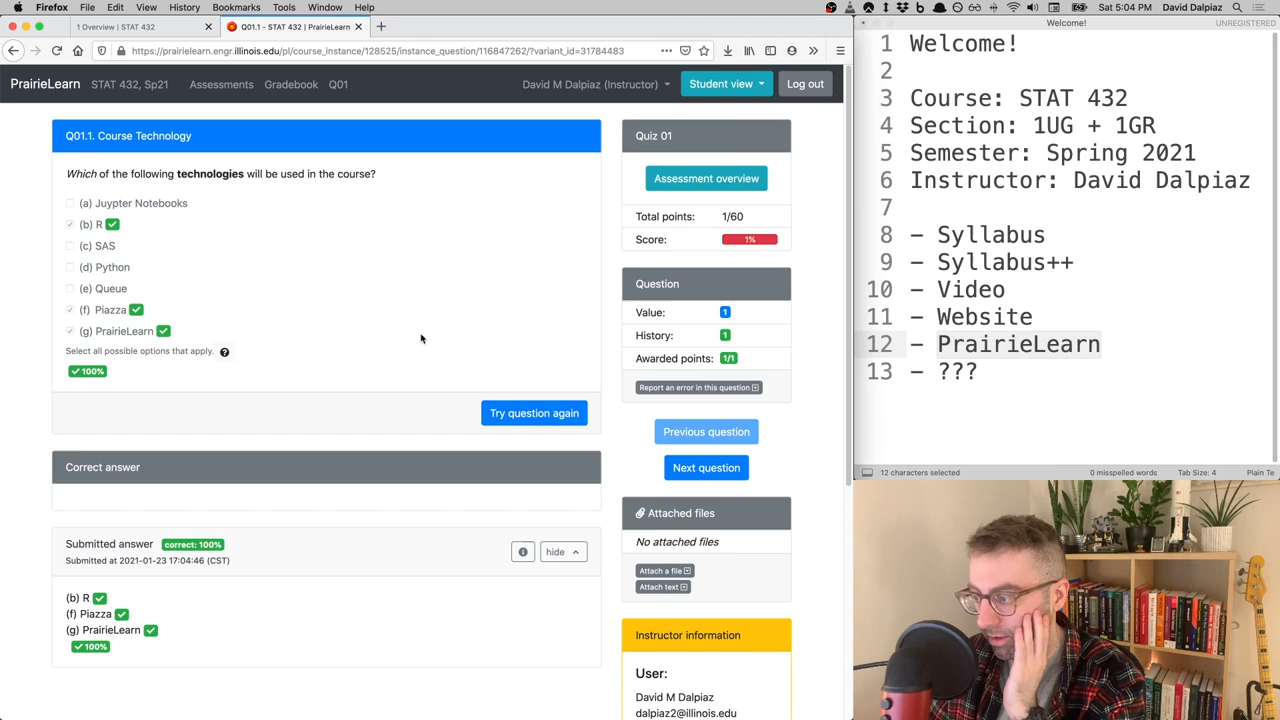 Firefox File Edit View History Bookmarks Tools Window Help
Sat 5:04 PM David Dalpiaz
1 Overview | STAT 432
Q01.1 - STAT 432 | PrairieLearn
https://prairielearn.engr.illinois.edu/pl/course_instance/128525/instance_question/116847262/?variant_id=31784483
PrairieLearn STAT 432, Sp21 Assessments Gradebook Q01 David M Dalpiaz (Instructor) Student view Log out
Q01.1. Course Technology
Which of the following technologies will be used in the course?
(a) Juypter Notebooks
(b) R
(c) SAS
(d) Python
(e) Queue
(f) Piazza
(g) PrairieLearn
Select all possible options that apply.
100%
Try question again
Correct answer
Submitted answer correct: 100%
Submitted at 2021-01-23 17:04:46 (CST)
hide
(b) R
(f) Piazza
(g) PrairieLearn
100%
Quiz 01
Assessment overview
Total points: 1/60
Score: 1%
Question
Value: 1
History: 1
Awarded points: 1/1
Report an error in this question
Previous question
Next question
Attached files
No attached files
Attach a file
Attach text
Instructor information
User:
David M Dalpiaz
dalpiaz2@illinois.edu
Welcome!
UNREGISTERED
1 Welcome!
2
3 Course: STAT 432
4 Section: 1UG + 1GR
5 Semester: Spring 2021
6 Instructor: David Dalpiaz
7
8 - Syllabus
9 - Syllabus++
10 - Video
11 - Website
12 - PrairieLearn
13 - ???
12 characters selected 0 misspelled words Tab Size: 4 Plain Te